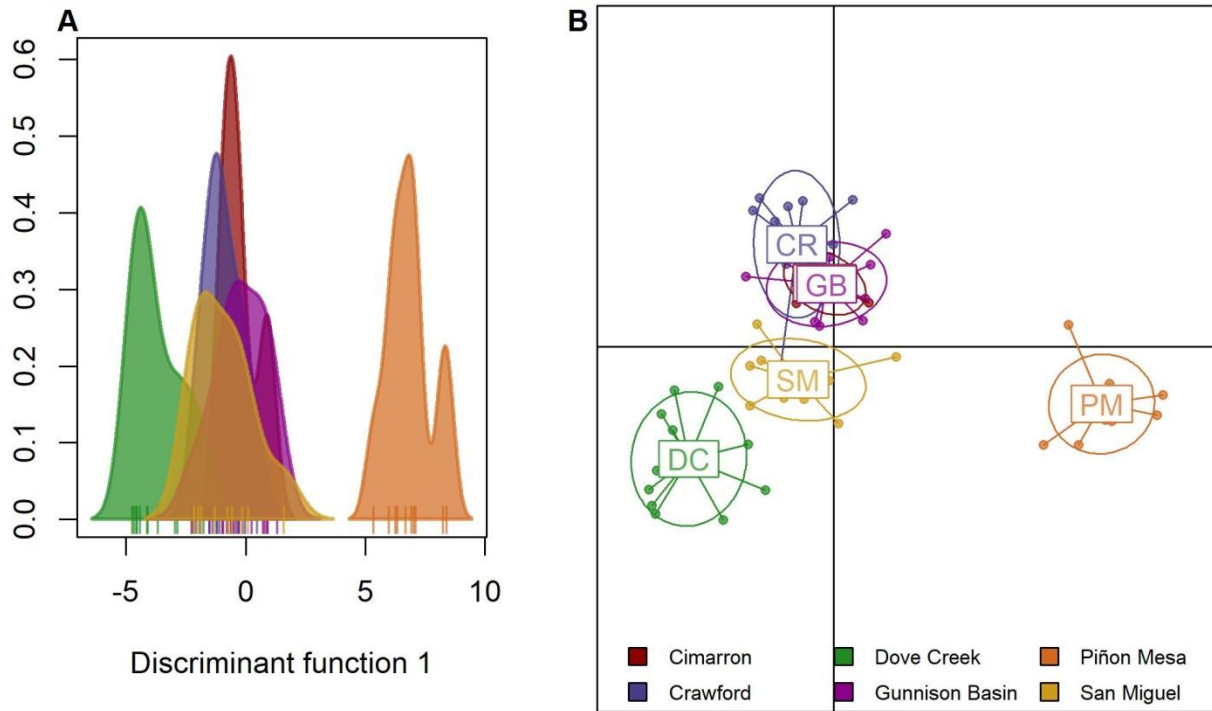 A
0.0
0.1
0.2
0.3
0.4
0.5
0.6
-5
0
5
10
Discriminant function 1
B
CR
GB
SM
DC
PM
Cimarron
Dove Creek
Piñon Mesa
Crawford
Gunnison Basin
San Miguel